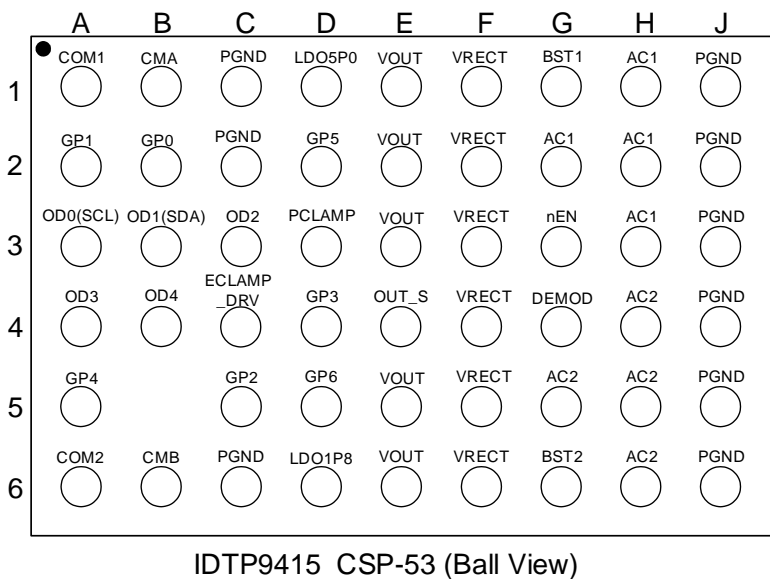 A B C D E F G H J
COM1 CMA PGND LDO5P0 VOUT VRECT BST1 AC1 PGND
1
GP1 GP0 PGND GP5 VOUT VRECT AC1 AC1 PGND
2
OD0(SCL) OD1(SDA) OD2 PCLAMP VOUT VRECT nEN AC1 PGND
3
OD3 OD4 ECLAMP
_DRV GP3 OUT_S VRECT DEMOD AC2 PGND
4
GP4 GP2 GP6 VOUT VRECT AC2 AC2 PGND
5
COM2 CMB PGND LDO1P8 VOUT VRECT BST2 AC2 PGND
6
IDTP9415 CSP-53 (Ball View)